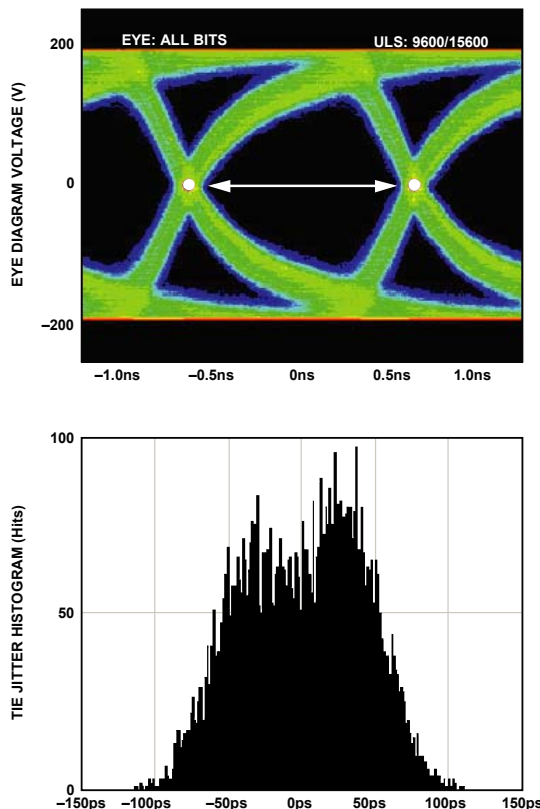 EYE: ALL BITS
ULS: 9600/15600
EYE DIAGRAM VOLTAGE (V)
200
0
–200
–1.0ns
–0.5ns
0ns
0.5ns
1.0ns
TIE JITTER HISTOGRAM (Hits)
100
50
0
–150ps
–100ps
–50ps
0ps
50ps
100ps
150ps